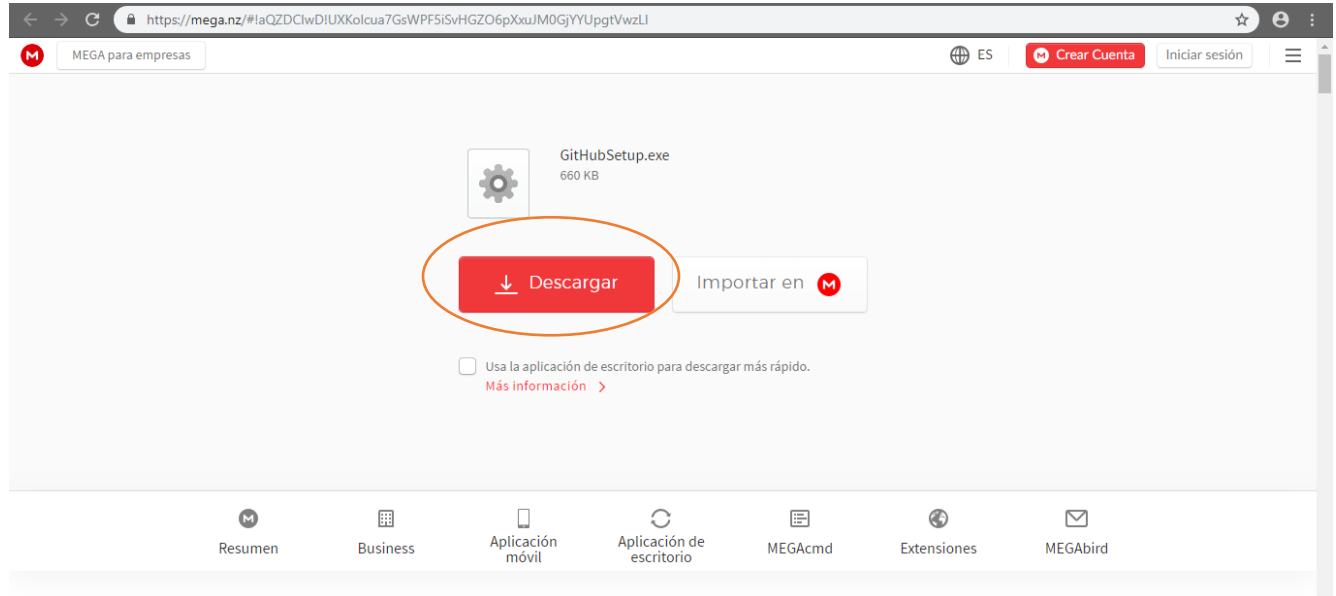 https://mega.nz/#!aQZDClwD!UXKolcua7GsWPF5iSvHGZO6pXxuJM0GjYYUpgtVwzLI
M MEGA para empresas ES M Crear Cuenta Iniciar sesión
GitHubSetup.exe
660 KB
Descargar Importar en M
Usa la aplicación de escritorio para descargar más rápido.
Más información
M
Resumen Business Aplicación móvil Aplicación de escritorio MEGAcmd Extensiones MEGAbird